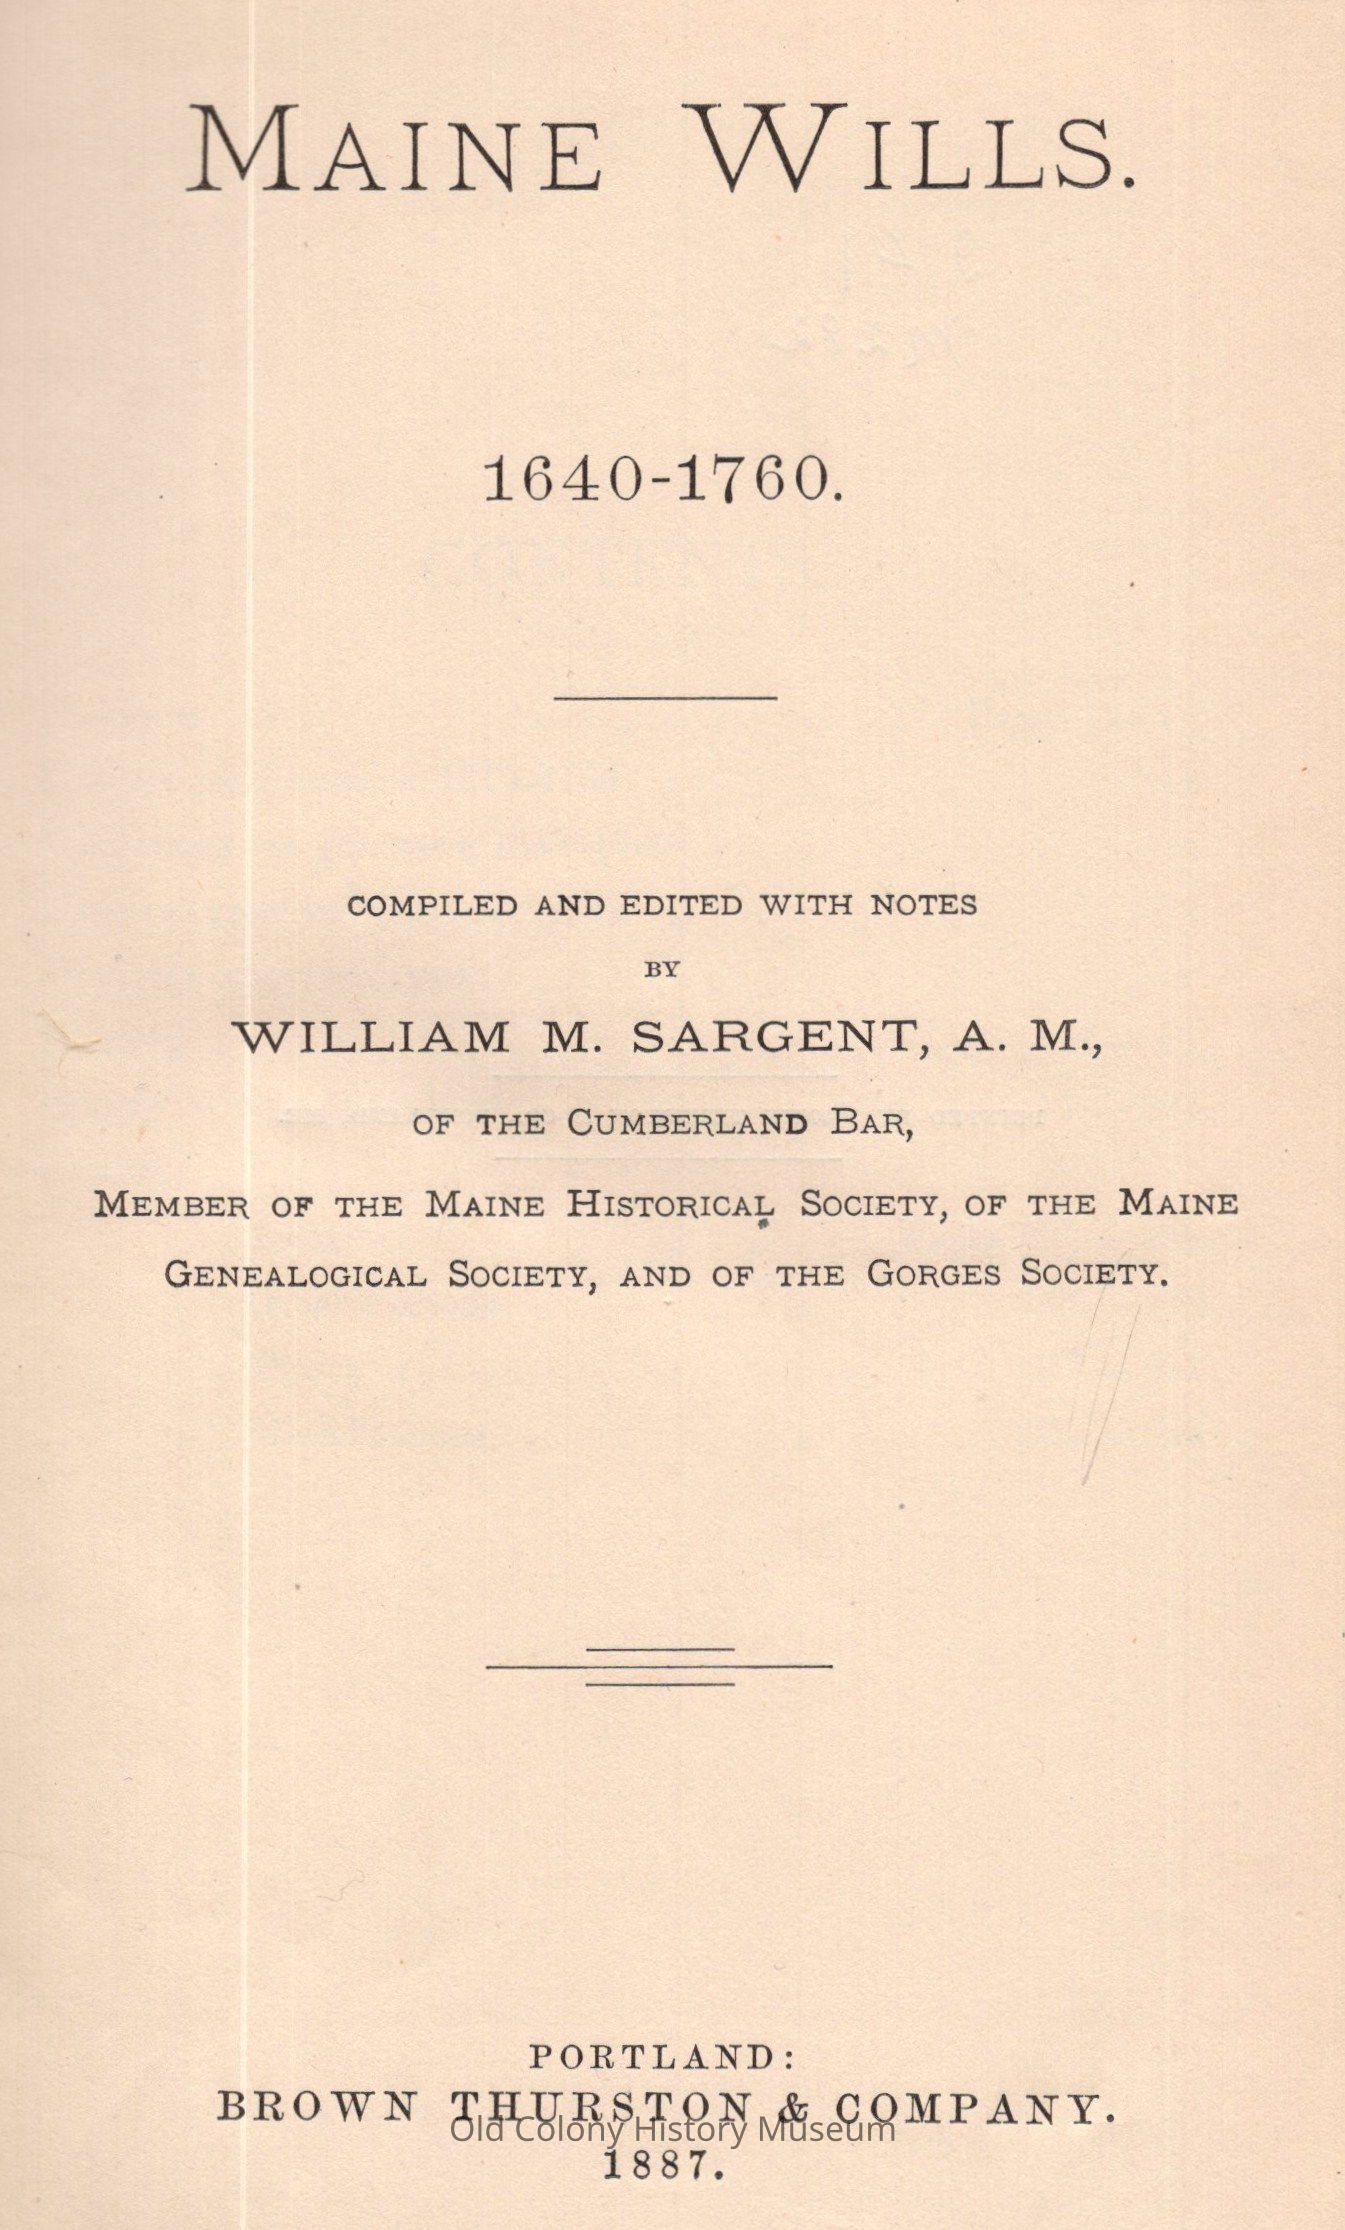 MAINE WILLS.
1640-1760.
COMPILED AND EDITED WITH NOTES
BY
WILLIAM M. SARGENT, A. M.,
OF THE CUMBERLAND BAR,
MEMBER OF THE MAINE HISTORICAL SOCIETY, OF THE MAINE
GENEALOGICAL SOCIETY, AND OF THE GORGES SOCIETY.
PORTLAND:
BROWN THURSTON & COMPANY.
Old Colony History Museum
1887.